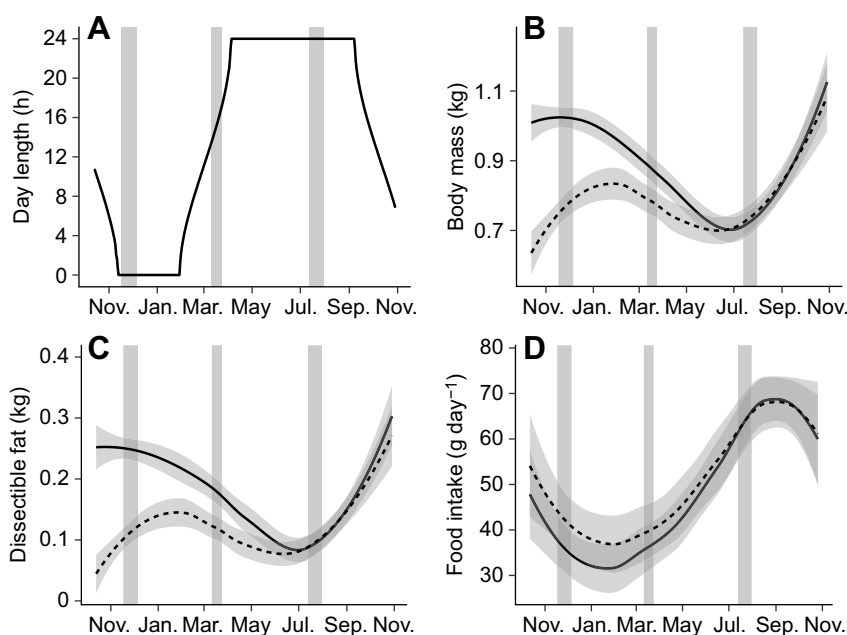 A
Day length (h)
24
20
16
12
8
4
0
Nov. Jan. Mar. May Jul. Sep. Nov.
B
Body mass (kg)
1.1
0.9
0.7
Nov. Jan. Mar. May Jul. Sep. Nov.
C
Dissectible fat (kg)
0.4
0.3
0.2
0.1
0
Nov. Jan. Mar. May Jul. Sep. Nov.
D
Food intake (g day⁻¹)
80
70
60
50
40
30
Nov. Jan. Mar. May Jul. Sep. Nov.